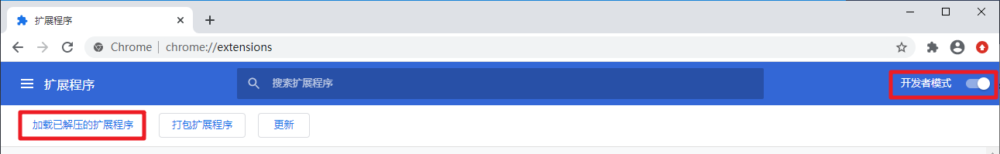 扩展程序
Chrome | chrome://extensions
扩展程序
搜索扩展程序
开发者模式
加载已解压的扩展程序
打包扩展程序
更新